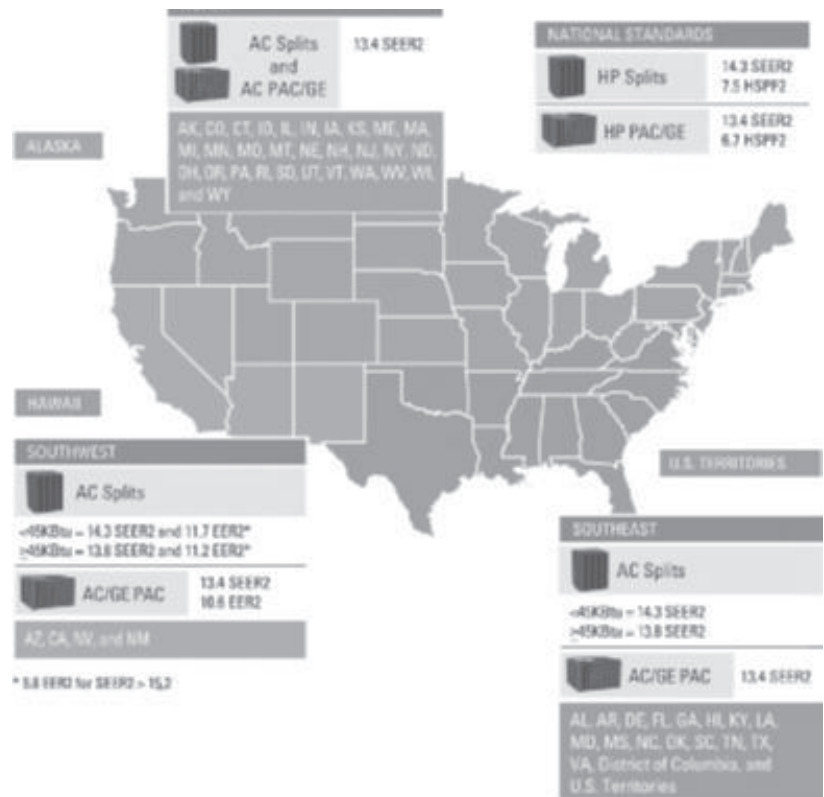 AC Splits
and
AC PAC/GE
13.4 SEER2
AK, CO, CT, ID, IL, IN, IA, KS, ME, MA,
MI, MN, MO, MT, NE, NH, NJ, NY, ND,
OH, OR, PA, RI, SD, UT, VT, WA, WV, WI,
and WY
NATIONAL STANDARDS
HP Splits
14.3 SEER2
7.5 HSPF2
HP PAC/GE
13.4 SEER2
6.7 HSPF2
ALASKA
HAWAII
SOUTHWEST
AC Splits
<45KBtu = 14.3 SEER2 and 11.7 EER2*
≥45KBtu = 13.8 SEER2 and 11.2 EER2*
AC/GE PAC
13.4 SEER2
10.6 EER2
AZ, CA, NV, and NM
* 9.8 EER2 for SEER2 > 15.2
U.S. TERRITORIES
SOUTHEAST
AC Splits
<45KBtu = 14.3 SEER2
≥45KBtu = 13.8 SEER2
AC/GE PAC
13.4 SEER2
AL, AR, DE, FL, GA, HI, KY, LA,
MD, MS, NC, OK, SC, TN, TX,
VA, District of Columbia, and
U.S. Territories